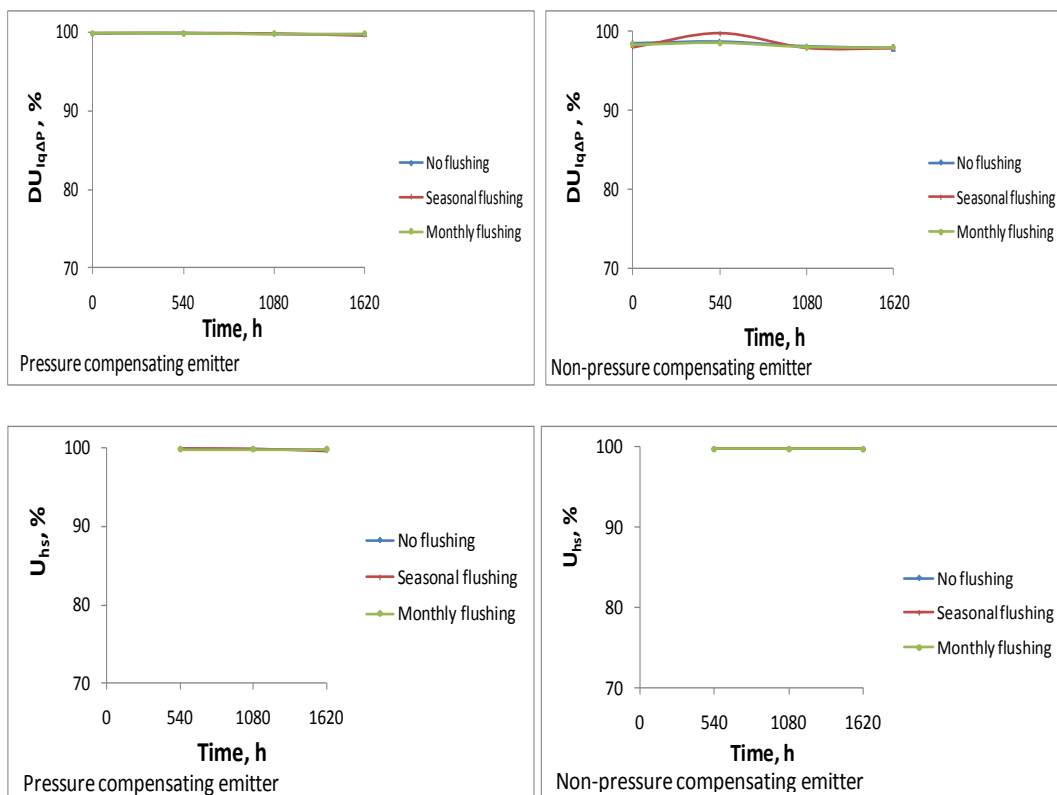 100
90
80
70
DU_lqΔP , %
0 540 1080 1620
Time, h
No flushing
Seasonal flushing
Monthly flushing
Pressure compensating emitter
100
90
80
70
DU_lqΔP , %
0 540 1080 1620
Time, h
No flushing
Seasonal flushing
Monthly flushing
Non-pressure compensating emitter
100
90
80
70
U_hs, %
0 540 1080 1620
Time, h
No flushing
Seasonal flushing
Monthly flushing
Pressure compensating emitter
100
90
80
70
U_hs, %
0 540 1080 1620
Time, h
No flushing
Seasonal flushing
Monthly flushing
Non-pressure compensating emitter